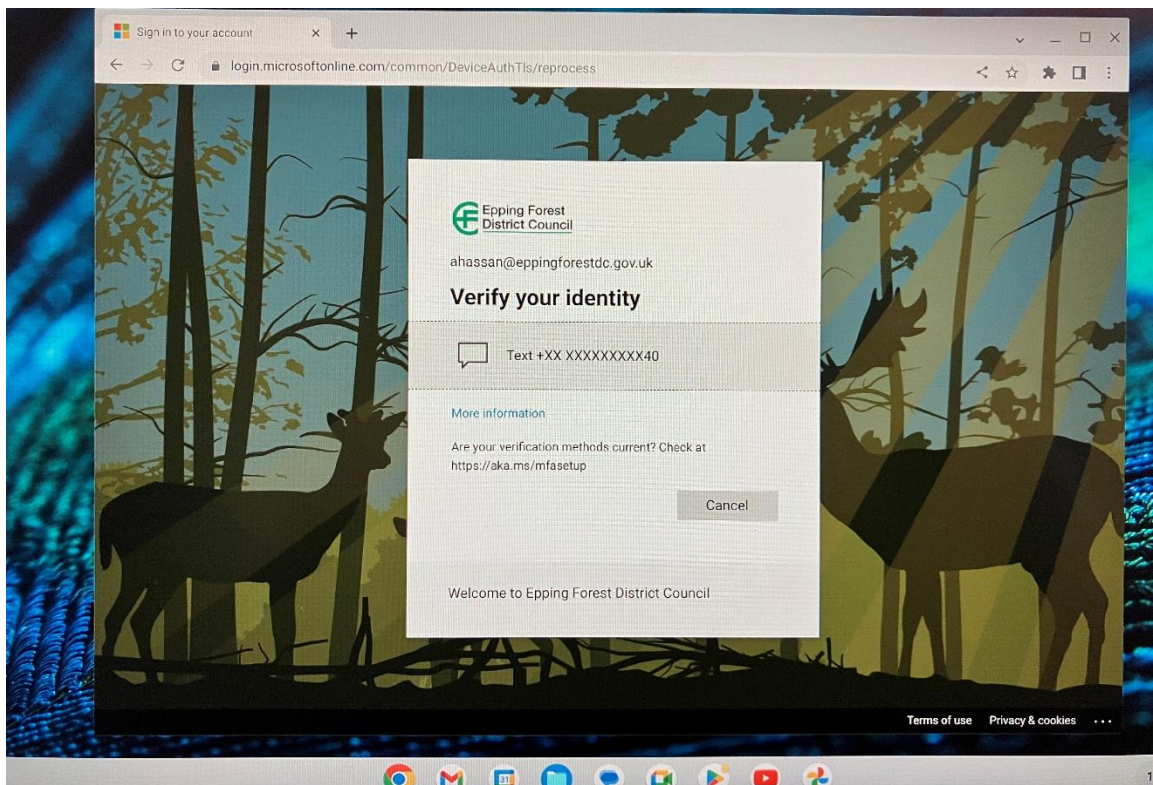 Sign in to your account
login.microsoftonline.com/common/DeviceAuthTls/reprocess
Epping Forest
District Council
ahassan@eppingforestdc.gov.uk
Verify your identity
Text +XX XXXXXXXXX40
More information
Are your verification methods current? Check at
https://aka.ms/mfasetup
Cancel
Welcome to Epping Forest District Council
Terms of use Privacy & cookies
31